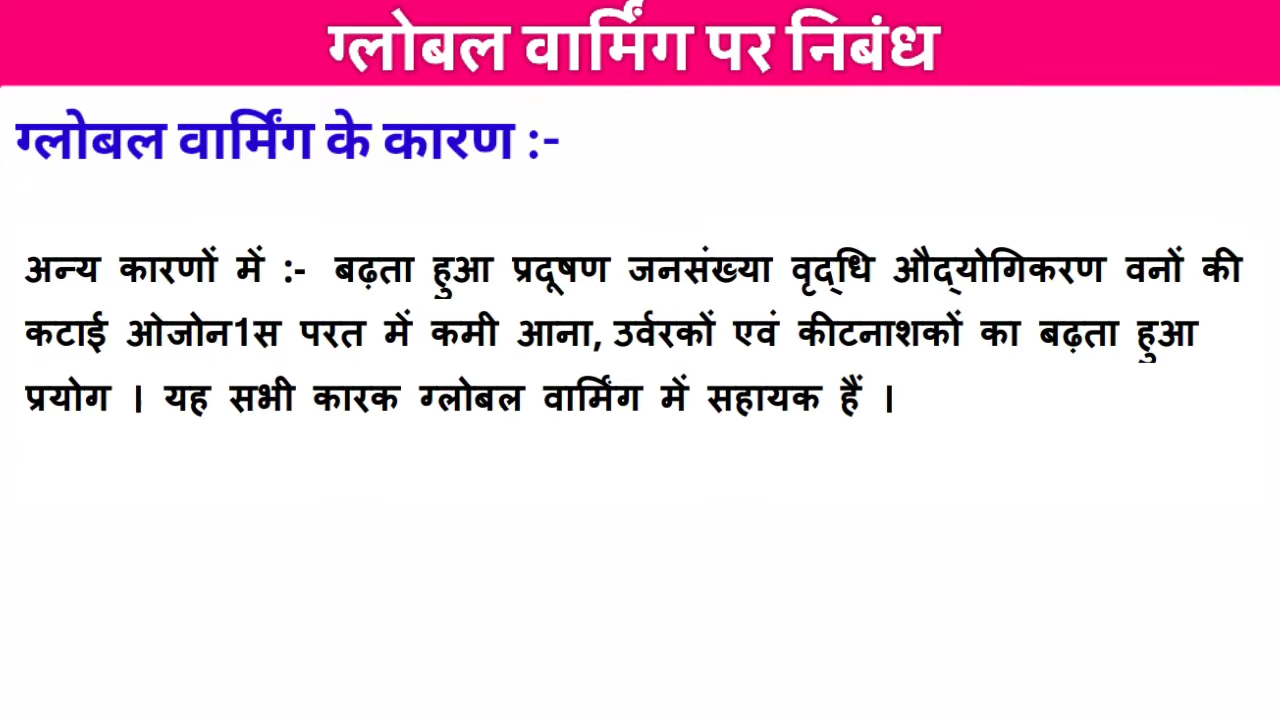 ग्लोबल वार्मिंग पर निबंध
ग्लोबल वार्मिंग के कारण :-
अन्य कारणों में :- बढ़ता हुआ प्रदूषण जनसंख्या वृद्‌धि औद्‌योगिकरण वनों की
कटाई ओजोन1स परत में कमी आना, उर्वरकों एवं कीटनाशकों का बढ़ता हुआ
प्रयोग । यह सभी कारक ग्लोबल वार्मिंग में सहायक हैं ।